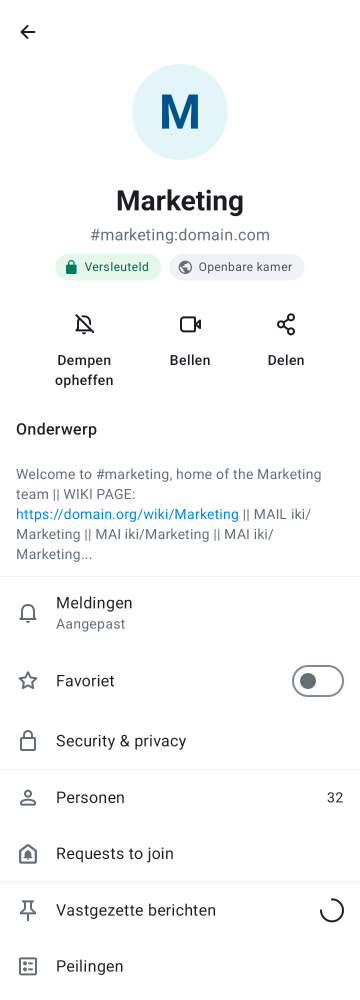 M
Marketing
#marketing:domain.com
Versleuteld
Openbare kamer
Dempen
opheffen
Bellen
Delen
Onderwerp
Welcome to #marketing, home of the Marketing
team || WIKI PAGE:
https://domain.org/wiki/Marketing || MAIL iki/
Marketing || MAI iki/Marketing || MAI iki/
Marketing...
Meldingen
Aangepast
Favoriet
Security & privacy
Personen
32
Requests to join
Vastgezette berichten
Peilingen